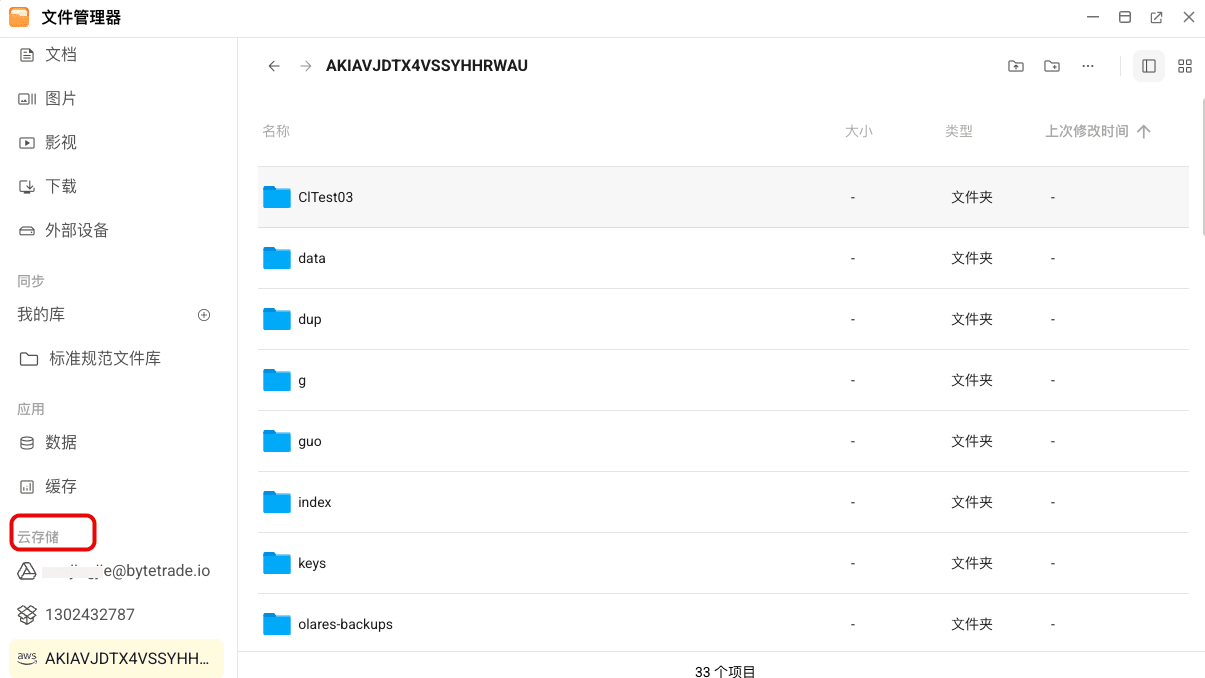 文件管理器
文档
图片
影视
下载
外部设备
同步
我的库
标准规范文件库
应用
数据
缓存
云存储
e@bytetrade.io
1302432787
aws AKIAVJDTX4VSSYHH...
AKIAVJDTX4VSSYHHRWAU
名称 大小 类型 上次修改时间
ClTest03 - 文件夹 -
data - 文件夹 -
dup - 文件夹 -
g - 文件夹 -
guo - 文件夹 -
index - 文件夹 -
keys - 文件夹 -
olares-backups - 文件夹 -
33 个项目